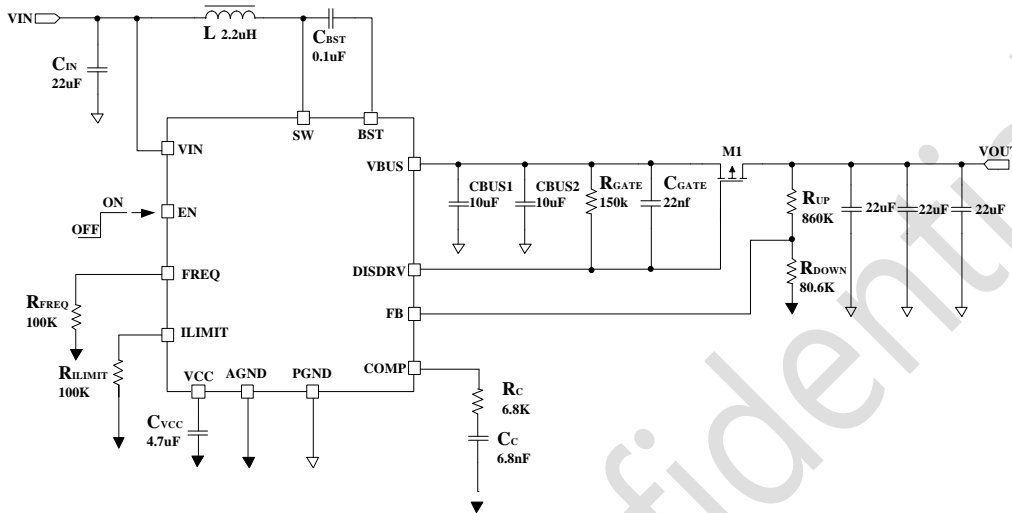 VIN
L 2.2uH
CBST
0.1uF
CIN
22uF
SW
BST
VIN
VBUS
M1
VOUT
EN
ON
OFF
CBUS1
10uF
CBUS2
10uF
RGATE
150k
CGATE
22nf
RUP
860K
22uF
22uF
22uF
FREQ
DISDRV
RDOWN
80.6K
RFREQ
100K
FB
ILIMIT
RILIMIT
100K
COMP
VCC
AGND
PGND
CVCC
4.7uF
RC
6.8K
CC
6.8nF
fidenti